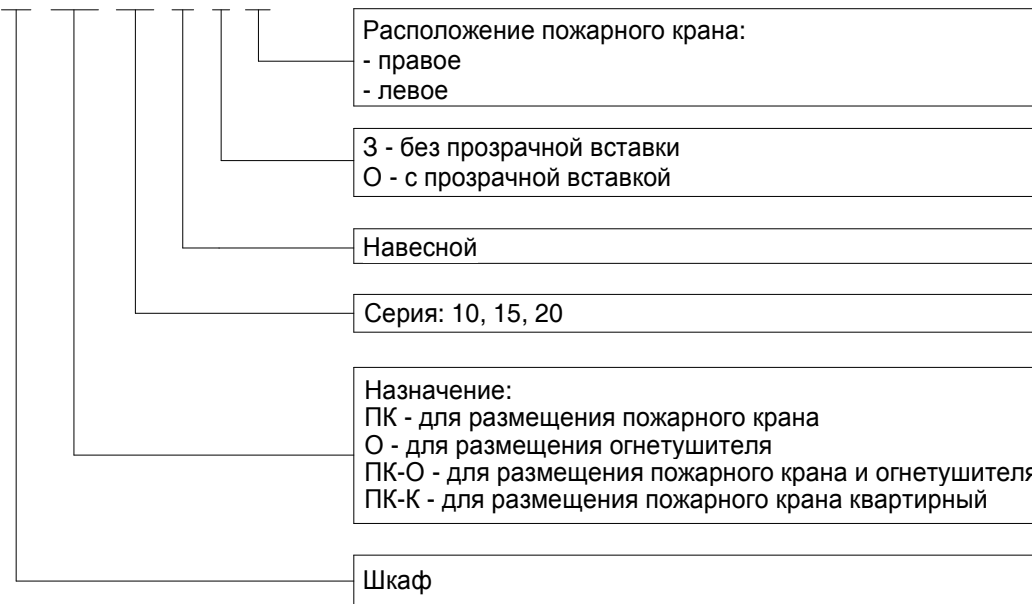 Расположение пожарного крана:
- правое
- левое
З - без прозрачной вставки
О - с прозрачной вставкой
Навесной
Серия: 10, 15, 20
Назначение:
ПК - для размещения пожарного крана
О - для размещения огнетушителя
ПК-О - для размещения пожарного крана и огнетушителя
ПК-К - для размещения пожарного крана квартирный
Шкаф